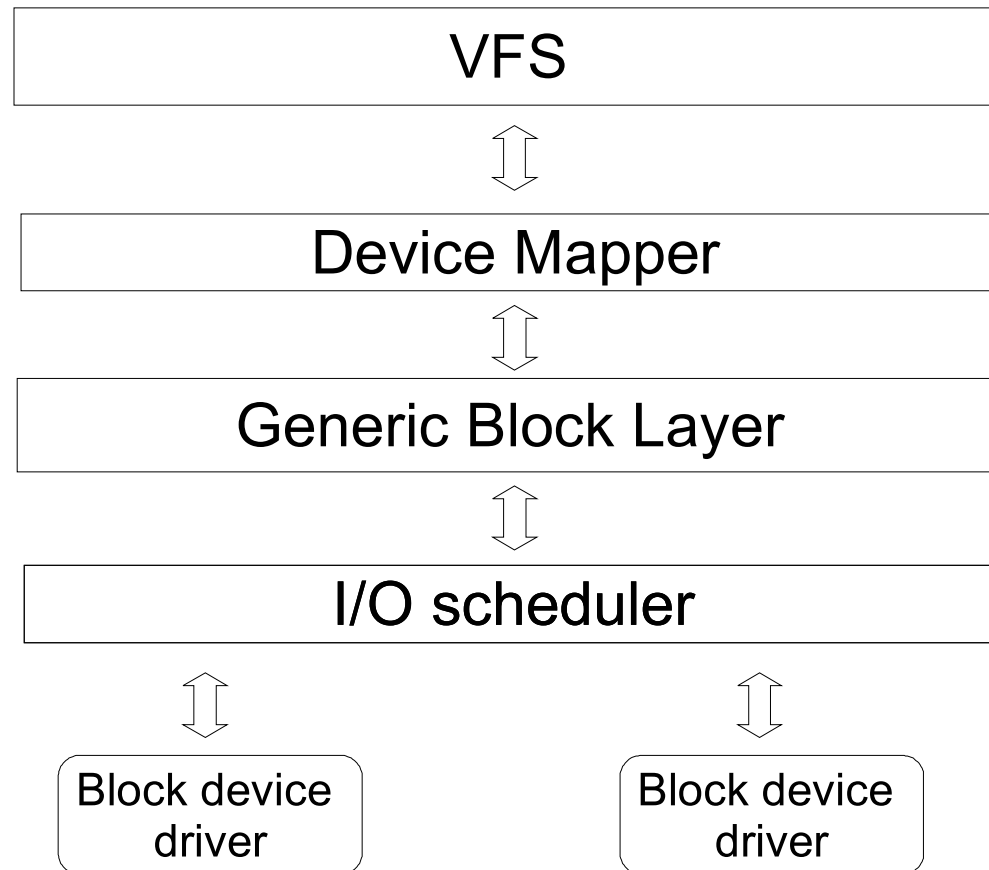 VFS
Device Mapper
Generic Block Layer
I/O scheduler
Block device
driver
Block device
driver